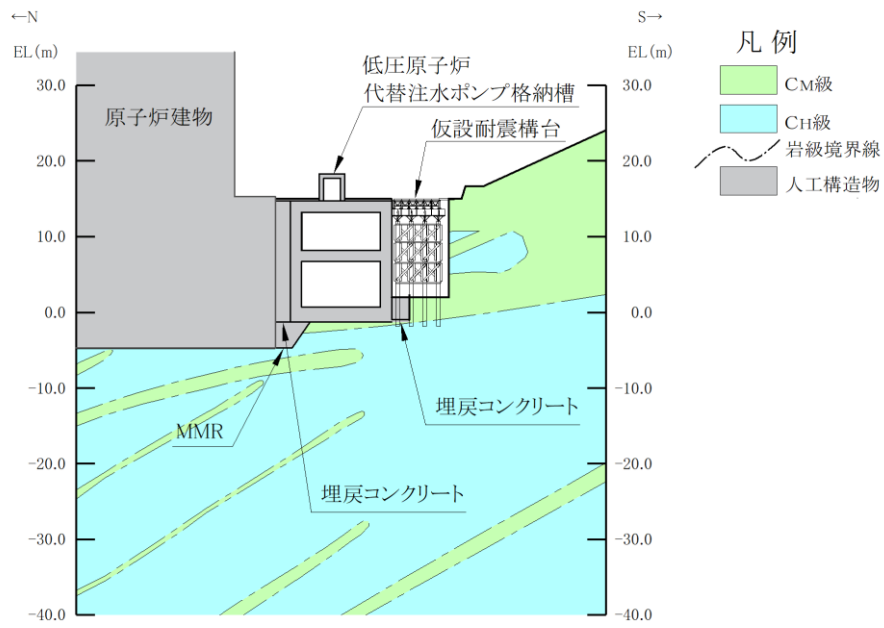 ←N
S→
EL(m)
EL(m)
凡 例
CM級
CH級
岩級境界線
人工構造物
低圧原子炉
代替注水ポンプ格納槽
仮設耐震構台
原子炉建物
30.0
20.0
10.0
0.0
-10.0
-20.0
-30.0
-40.0
30.0
20.0
10.0
0.0
-10.0
-20.0
-30.0
-40.0
埋戻コンクリート
MMR
埋戻コンクリート